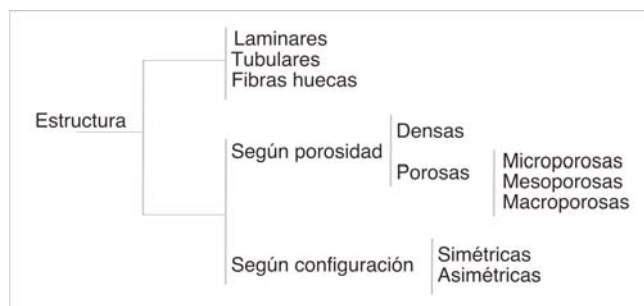 Laminares
Tubulares
Fibras huecas
Estructura
Según porosidad
Densas
Porosas
Microporosas
Mesoporosas
Macroporosas
Según configuración
Simétricas
Asimétricas